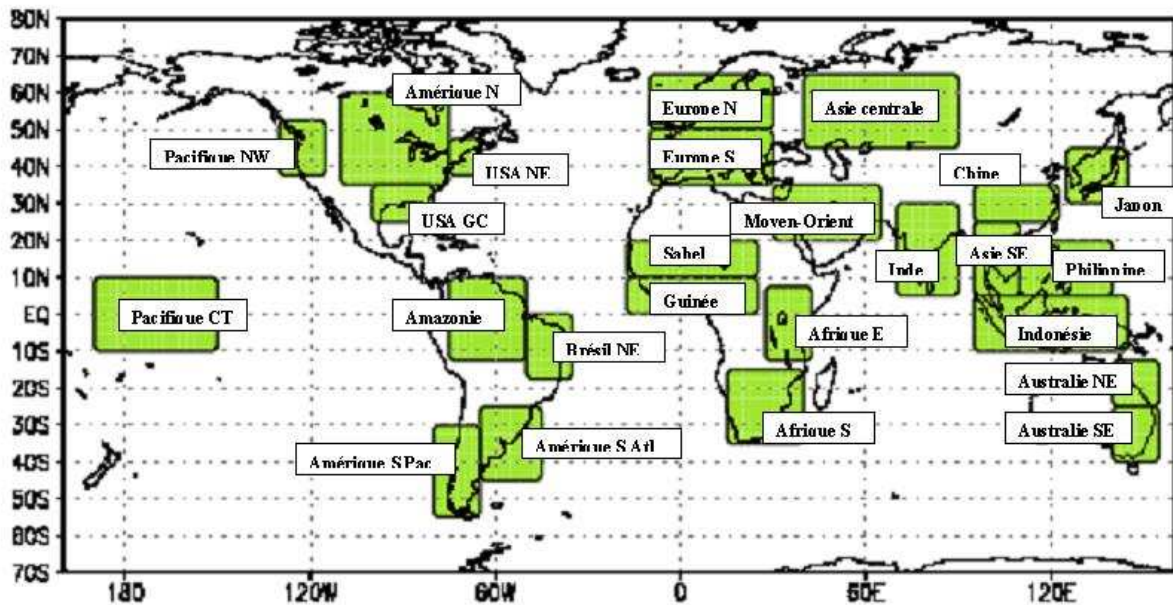 80N
70N
60N
50N
40N
30N
20N
10N
EQ
10S
20S
30S
40S
50S
60S
70S
180
120W
60W
0
60E
120E
Amérique N
Europe N
Asie centrale
Pacifique NW
USA NE
Europe S
Chine
Japon
USA GC
Moyen-Orient
Sahel
Inde
Asie SE
Philippine
Guinée
Pacifique CT
Amazonie
Brésil NE
Afrique E
Indonésie
Australie NE
Afrique S
Australie SE
Amérique S Pac
Amérique S Atl